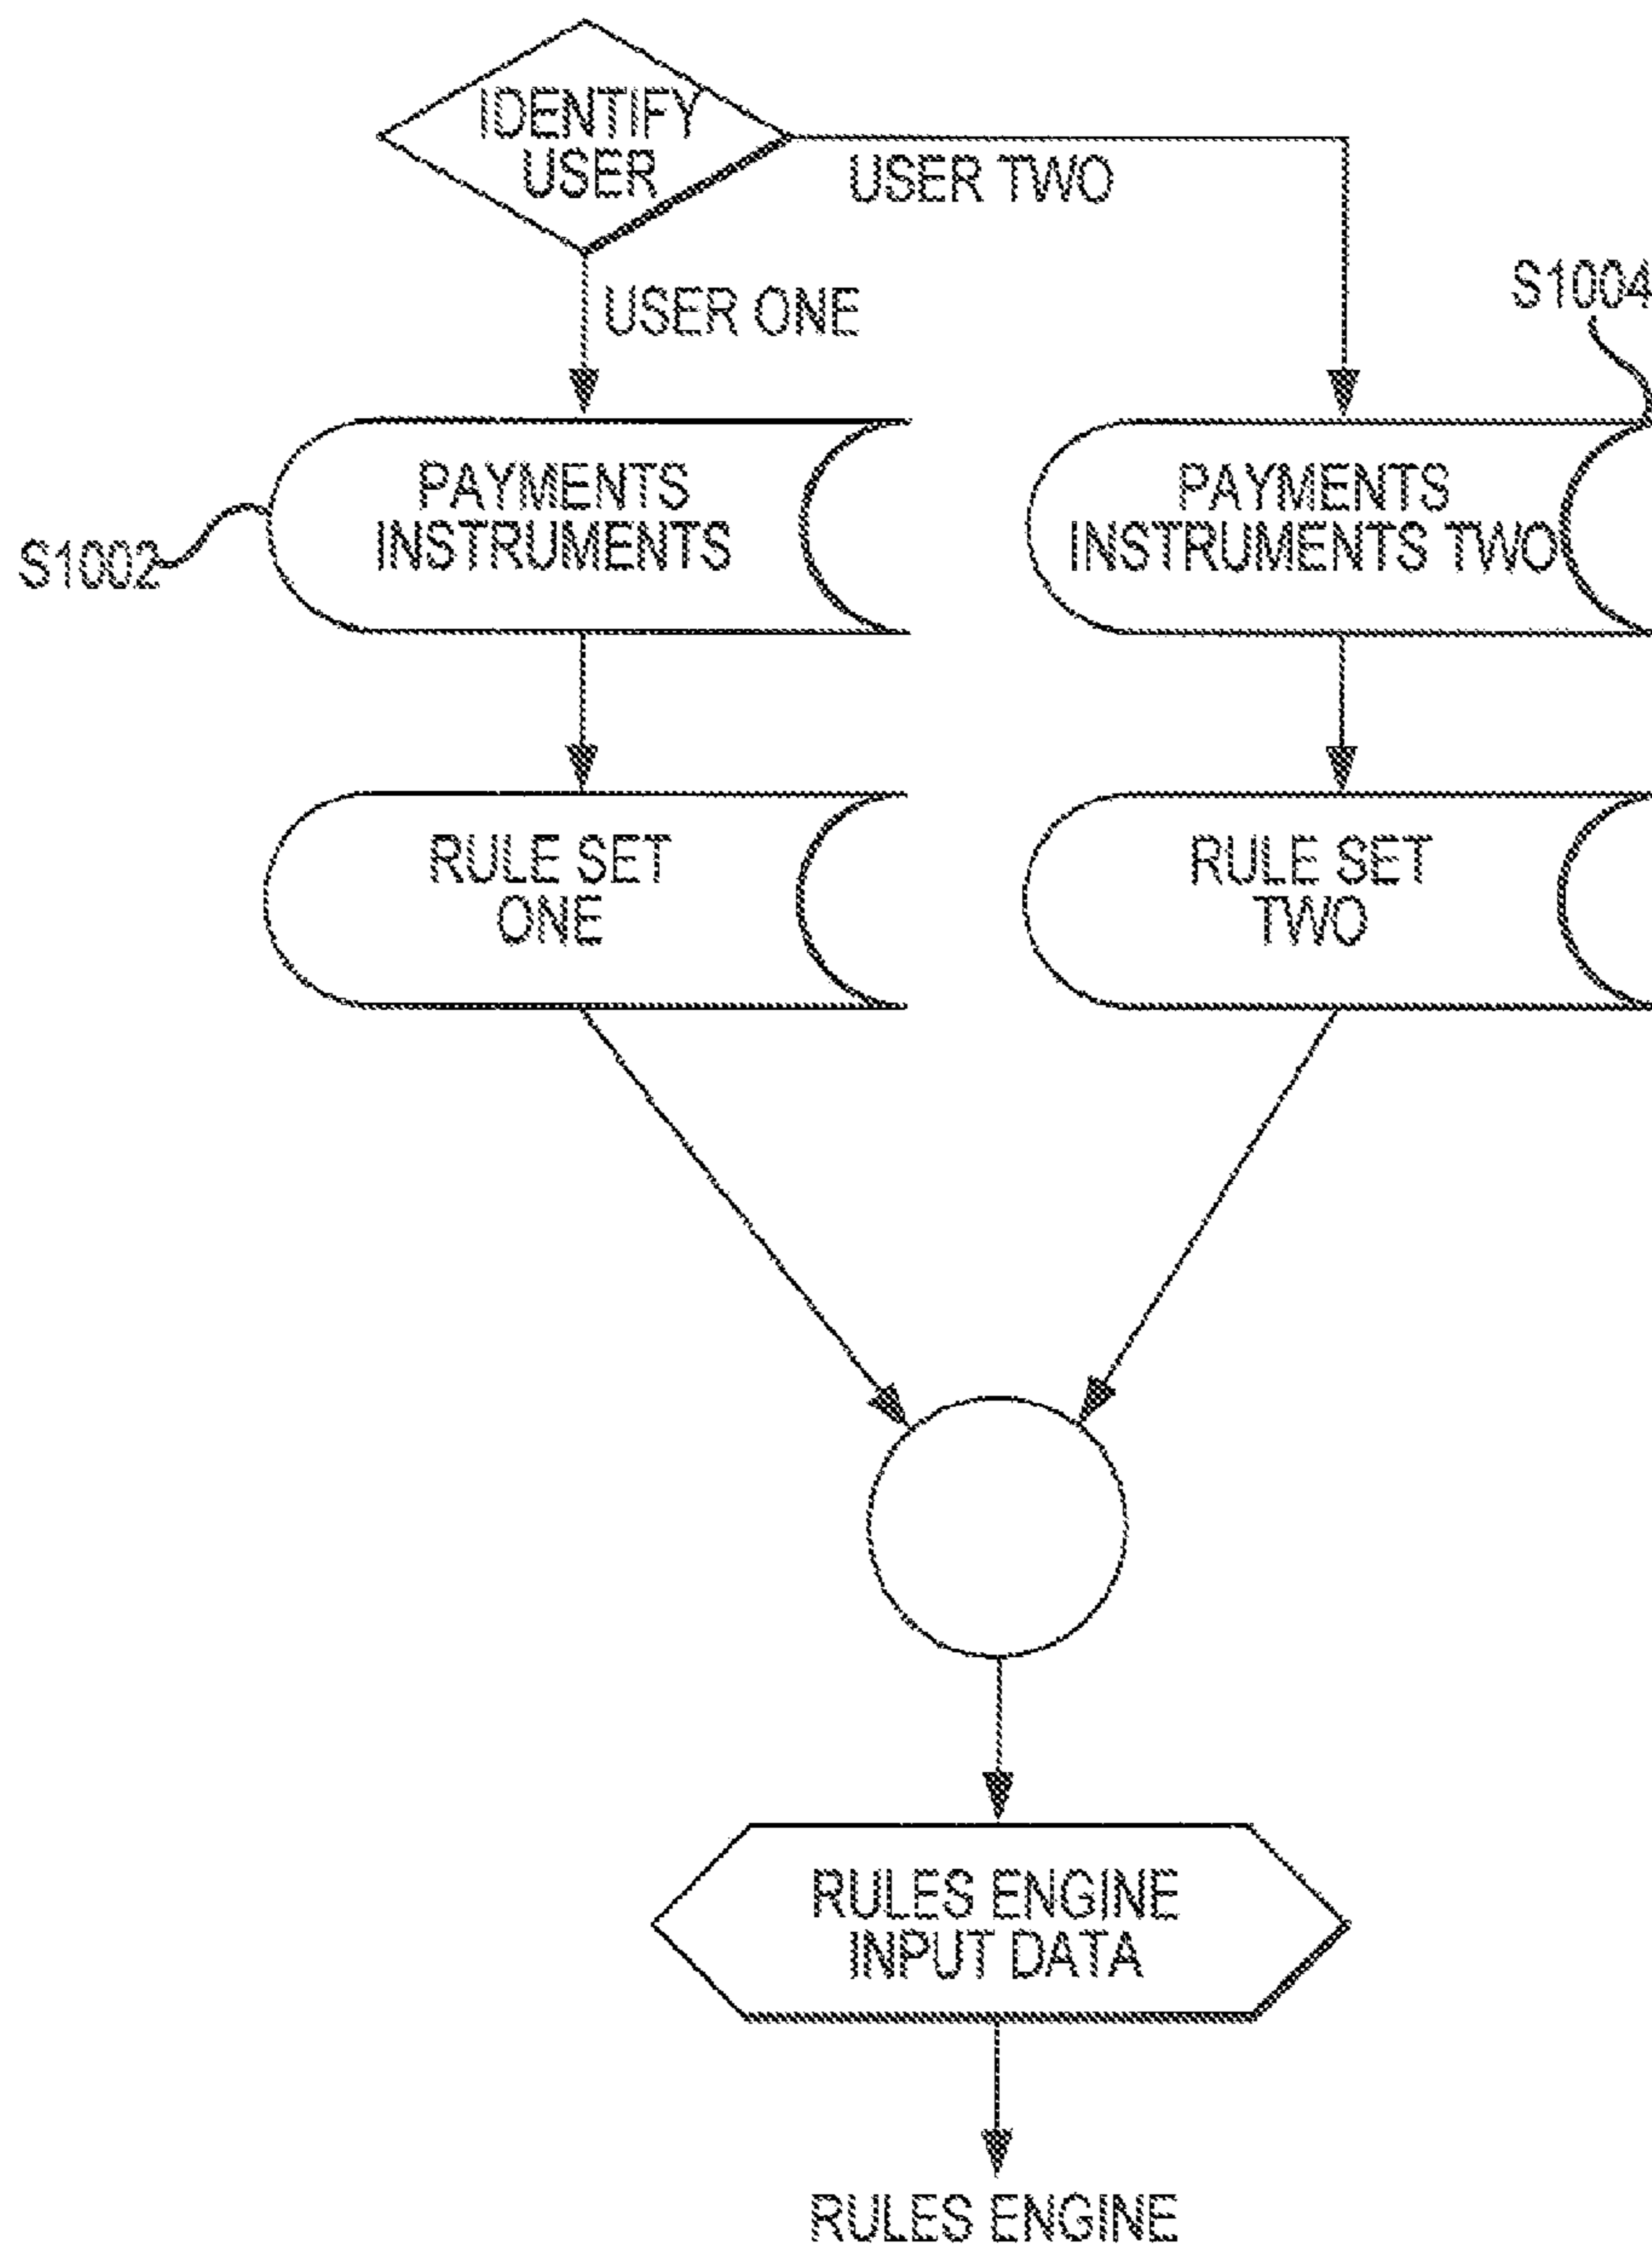 IDENTIFY
USER
USER TWO
USER ONE
S1004
PAYMENTS
INSTRUMENTS
S1002
PAYMENTS
INSTRUMENTS TWO
RULE SET
ONE
RULE SET
TWO
RULES ENGINE
INPUT DATA
RULES ENGINE